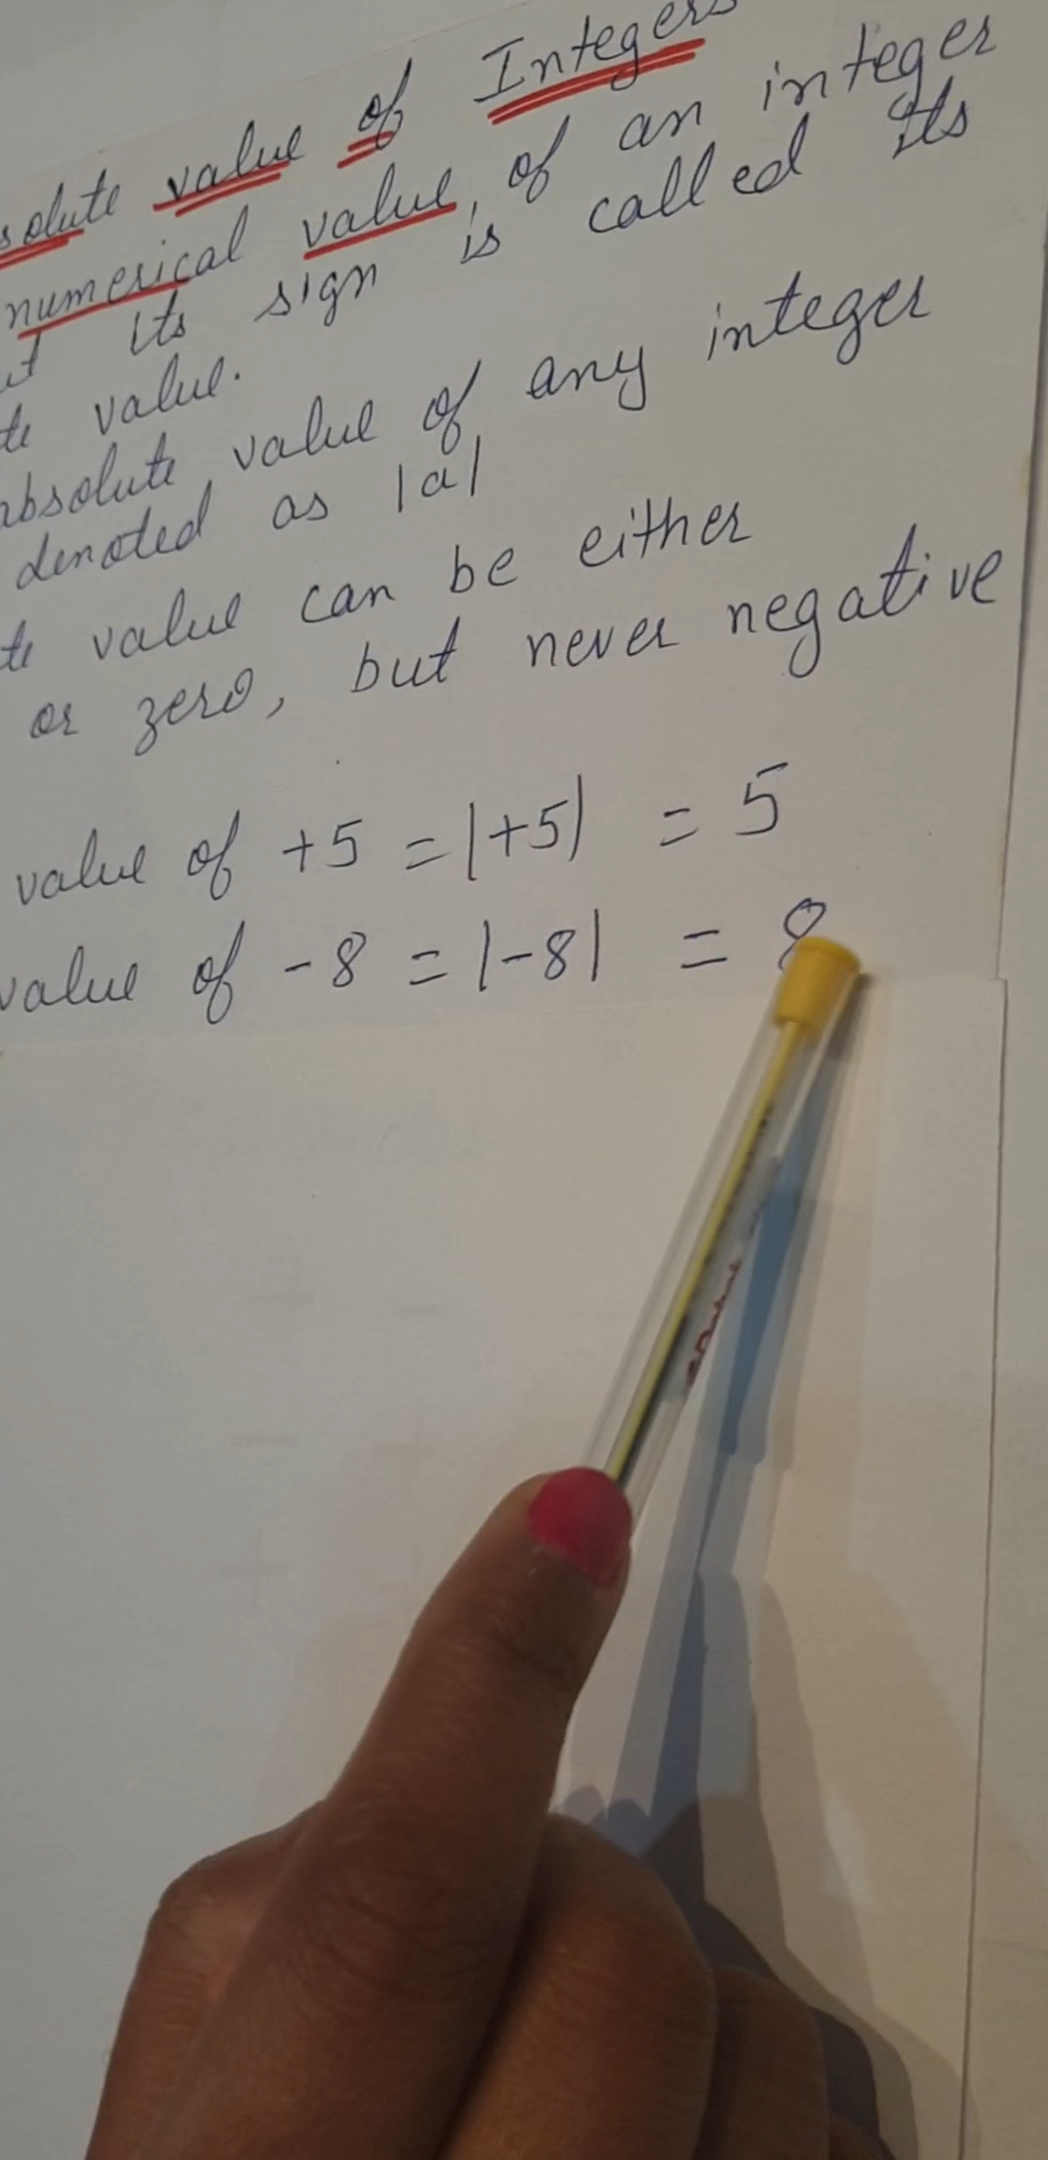 solute value of Integers
numerical value, of an integer
its sign is called its
te value.
absolute value of any integer
denoted as |a|
te value can be either
or zero, but never negative
value of +5 = |+5| = 5
value of -8 = |-8| = 8